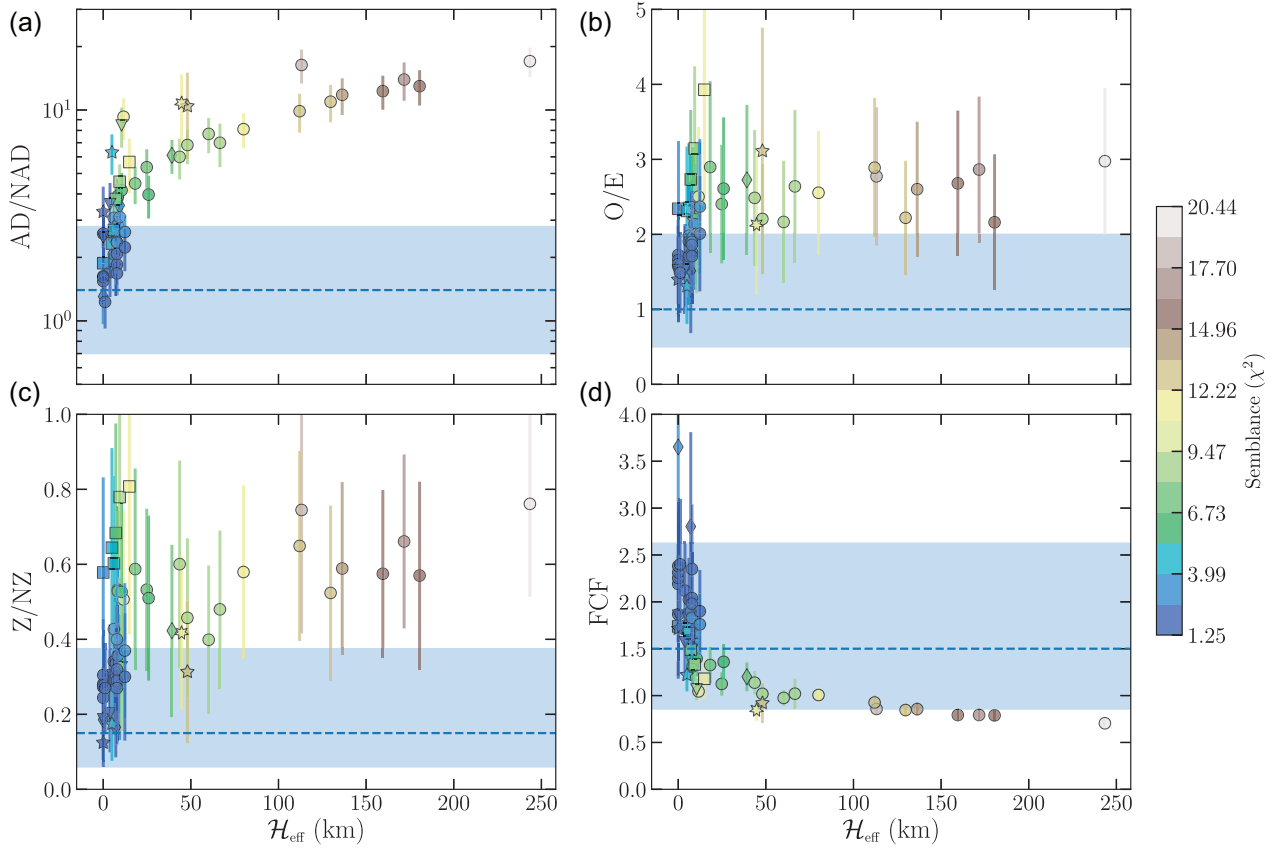 (a)
AD/NAD
10¹
10⁰
(b)
O/E
5
4
3
2
1
0
(c)
Z/NZ
1.0
0.8
0.6
0.4
0.2
0.0
0 50 100 150 200 250
ℋeff (km)
(d)
FCF
4.0
3.5
3.0
2.5
2.0
1.5
1.0
0.5
0.0
0 50 100 150 200 250
ℋeff (km)
20.44
17.70
14.96
12.22
9.47
6.73
3.99
1.25
Semblance (χ²)